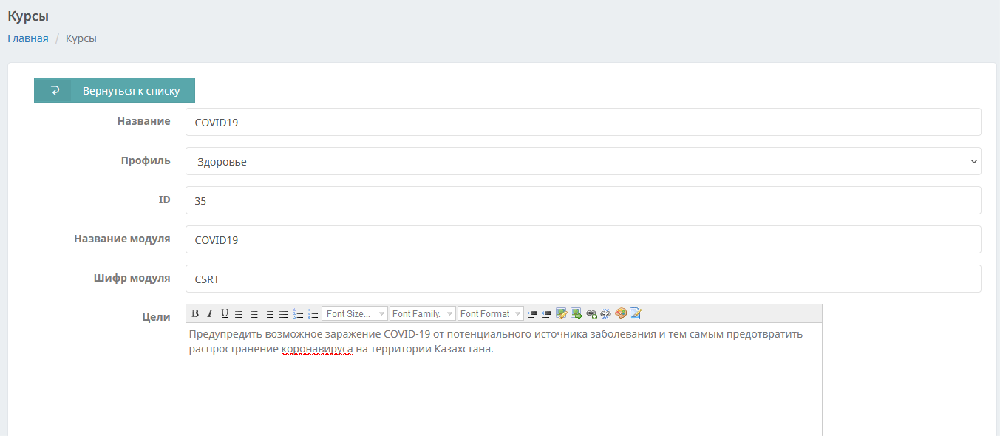 Курсы
Главная / Курсы
Вернуться к списку
Название COVID19
Профиль Здоровье
ID 35
Название модуля COVID19
Шифр модуля CSRT
Цели B I U Font Size... Font Family. Font Format
Предупредить возможное заражение COVID-19 от потенциального источника заболевания и тем самым предотвратить
распространение коронавируса на территории Казахстана.